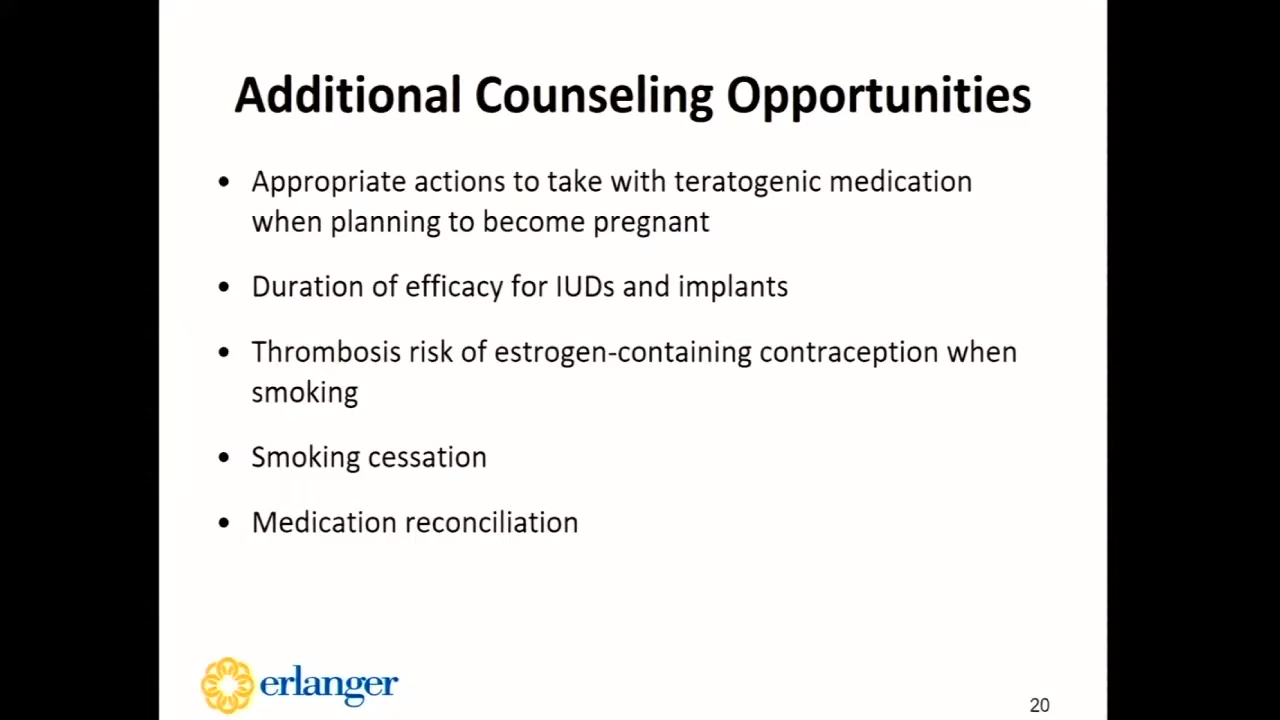 Additional Counseling Opportunities
• Appropriate actions to take with teratogenic medication
when planning to become pregnant
• Duration of efficacy for IUDs and implants
• Thrombosis risk of estrogen-containing contraception when
smoking
• Smoking cessation
• Medication reconciliation
erlanger
20